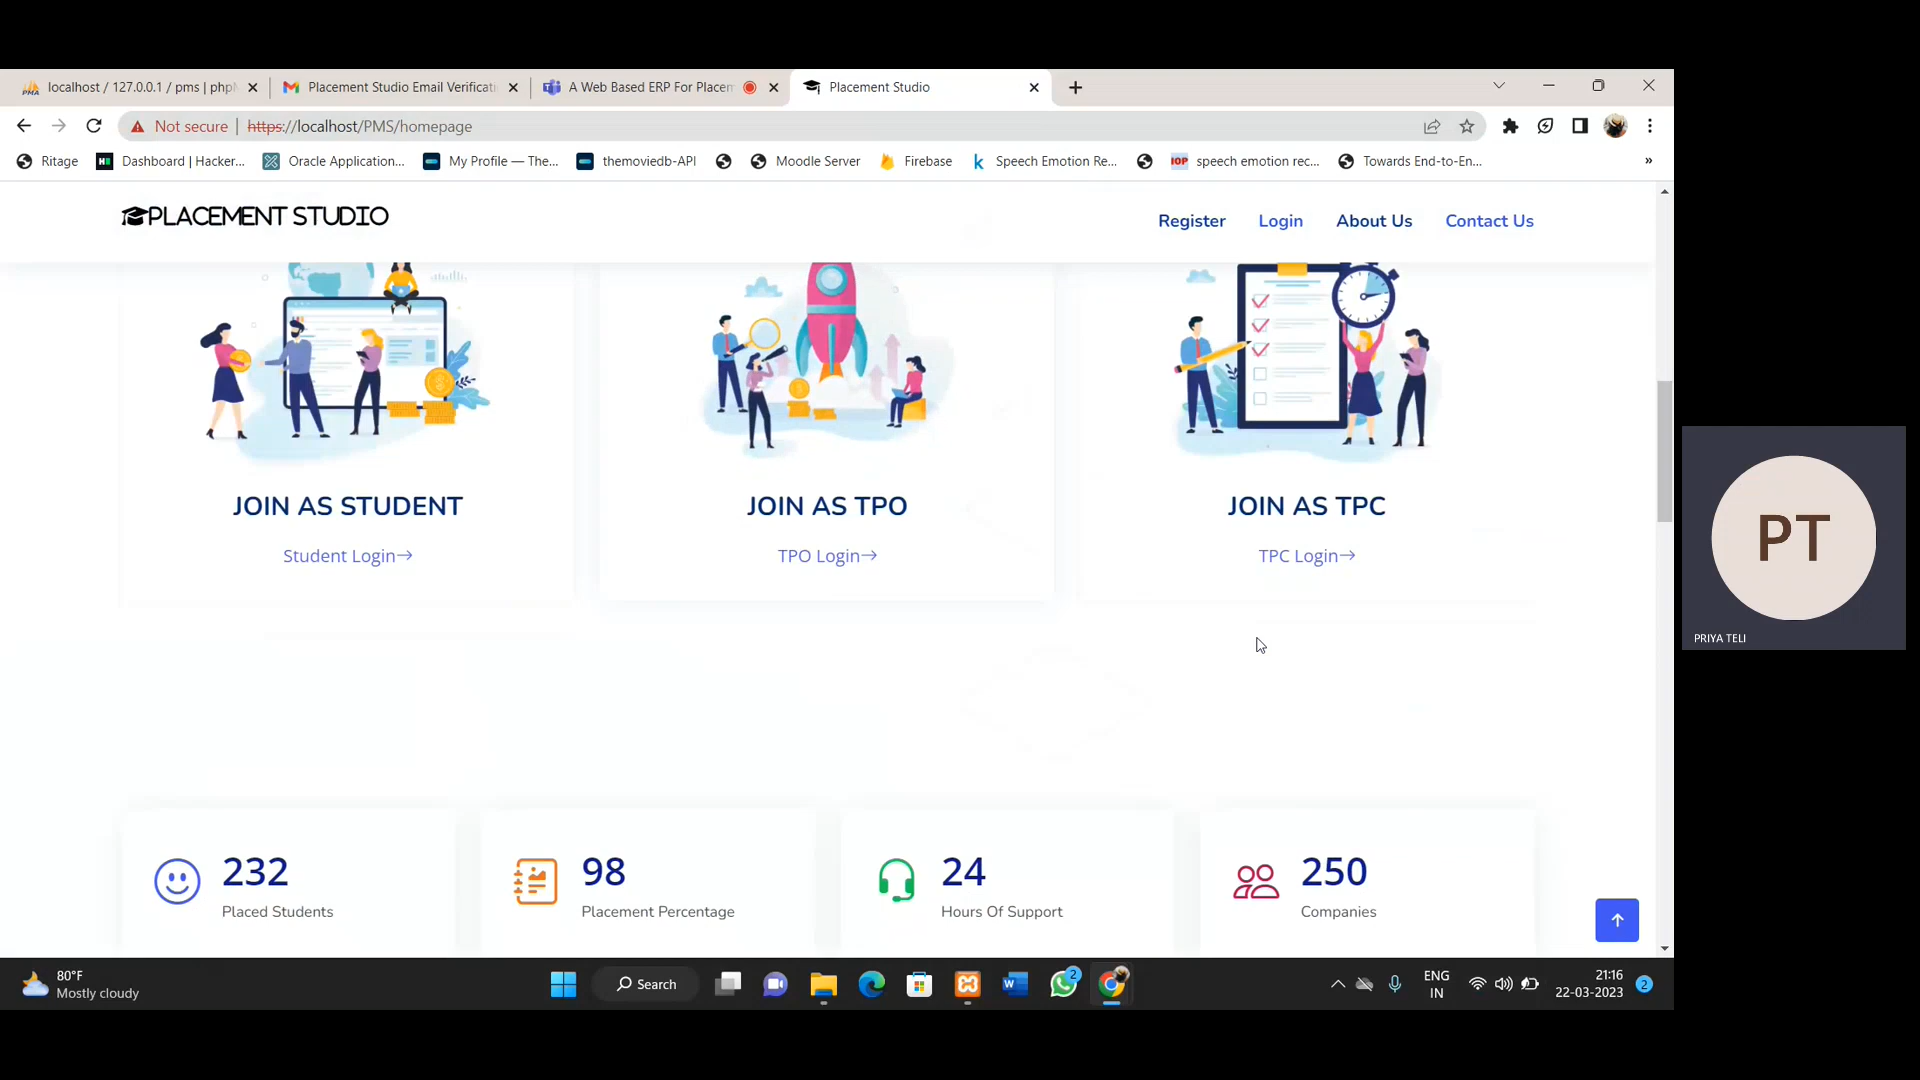 localhost / 127.0.0.1 / pms | php
Placement Studio Email Verificati
A Web Based ERP For Placem
Placement Studio
Not secure | https://localhost/PMS/homepage
Ritage
Dashboard | Hacker...
Oracle Application...
My Profile — The...
themoviedb-API
Moodle Server
Firebase
Speech Emotion Re...
IOP speech emotion rec...
Towards End-to-En...
»
PLACEMENT STUDIO
Register
Login
About Us
Contact Us
JOIN AS STUDENT
Student Login→
JOIN AS TPO
TPO Login→
JOIN AS TPC
TPC Login→
232
Placed Students
98
Placement Percentage
24
Hours Of Support
250
Companies
PT
PRIYA TELI
80°F
Mostly cloudy
Search
2
ENG
IN
21:16
22-03-2023
2